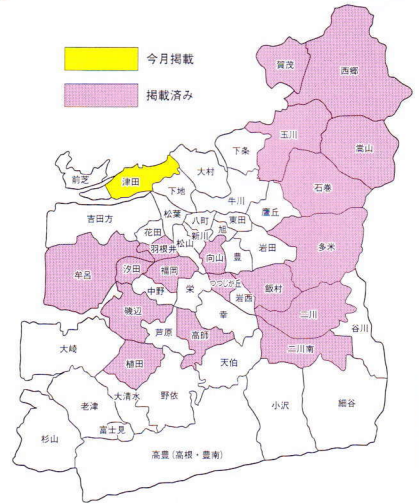 今月掲載
掲載済み
賀茂
西郷
玉川
嵩山
下条
大村
石巻
前芝
津田
下地
牛川
鷹丘
吉田方
松葉
八町
東田
旭
新川
花田
松山
羽根井
向山
豊
岩田
多米
牟呂
汐田
福岡
つつじが丘
飯村
中野
栄
岩西
二川
磯辺
幸
芦原
高師
谷川
大崎
植田
天伯
二川南
老津
大清水
野依
小沢
細谷
富士見
杉山
高豊(高根・豊南)